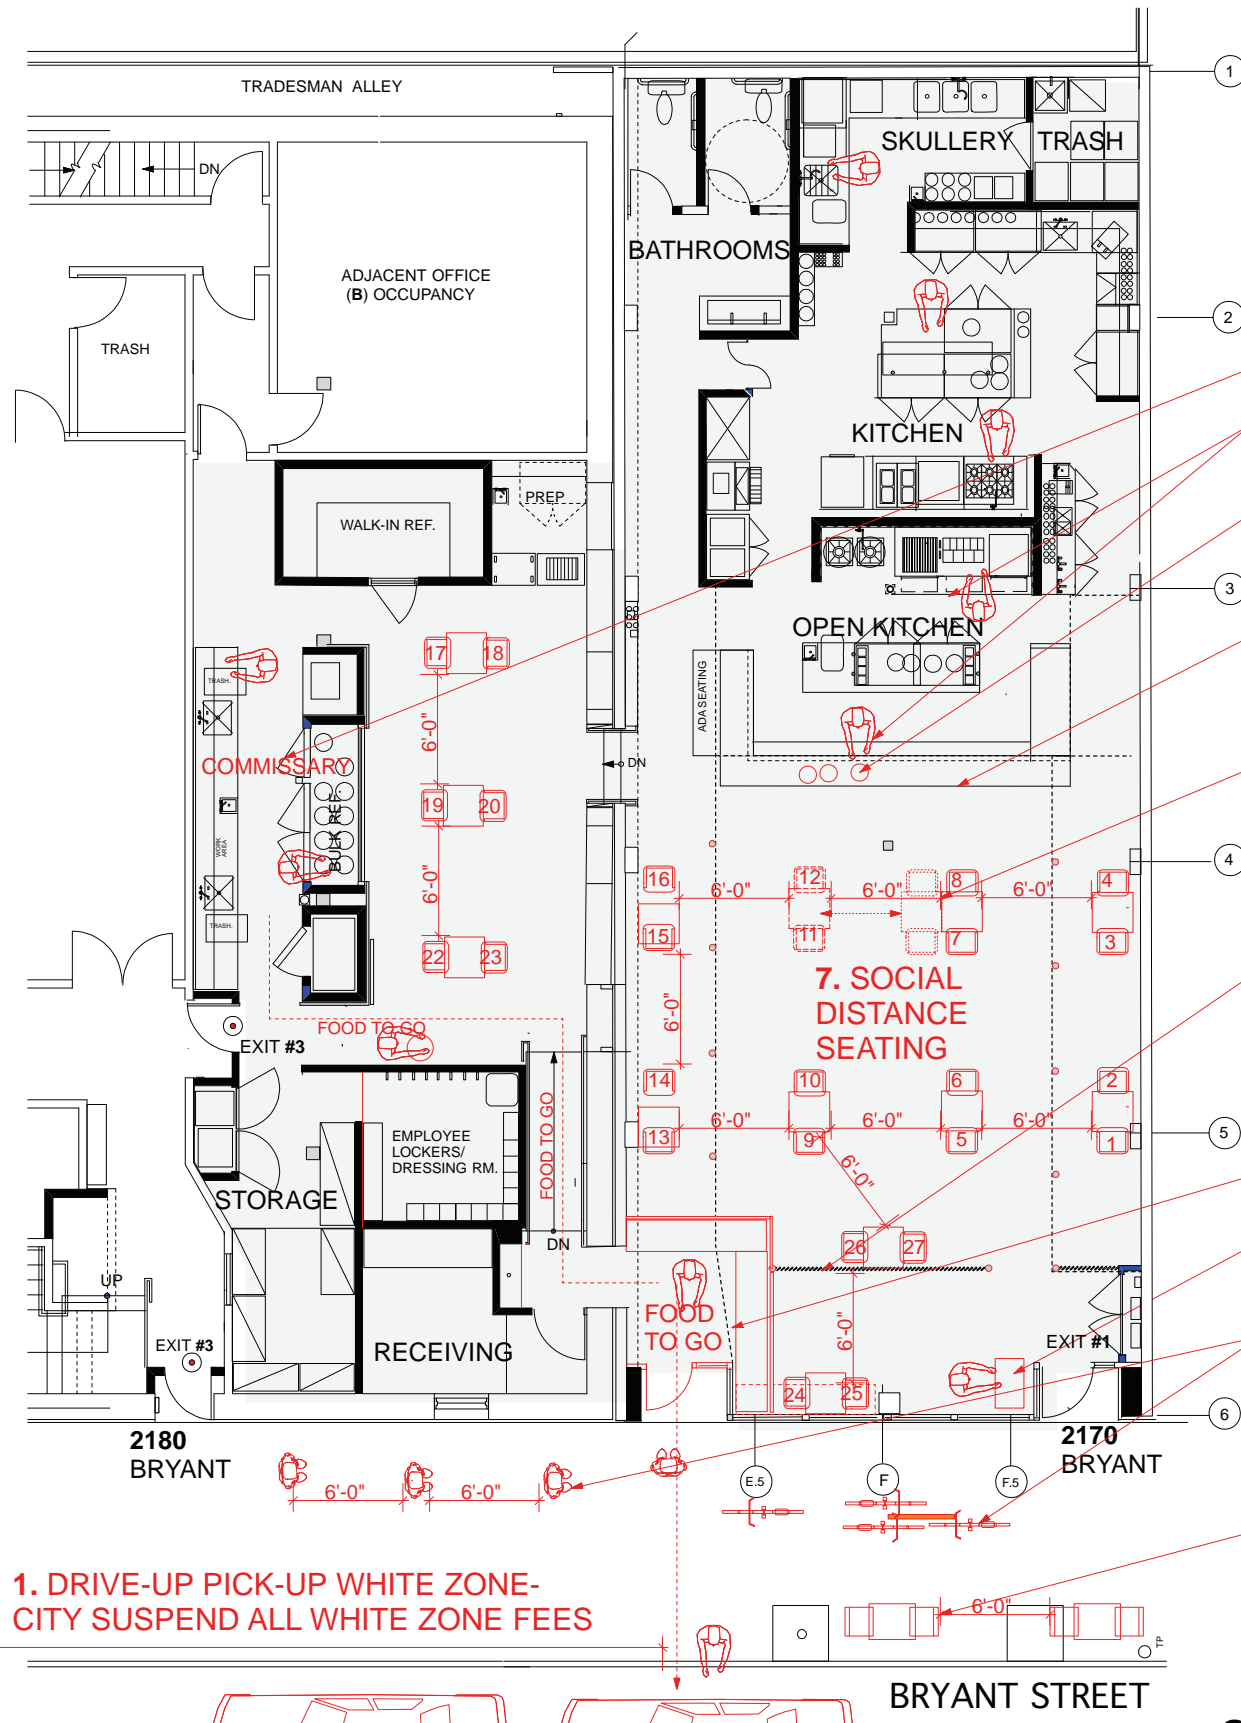 TRADESMAN ALLEY
1
DN
SKULLERY
TRASH
BATHROOMS
ADJACENT OFFICE
(B) OCCUPANCY
TRASH
2
KITCHEN
WALK-IN REF.
PREP
3
OPEN KITCHEN
17
18
ADA SEATING
TRASH.
6'-0"
COMMISSARY
DN
19
20
BULK REF.
WORK
AREA
6'-0"
4
16
12
8
4
6'-0"
6'-0"
6'-0"
15
11
7
3
TRASH.
22
23
7. SOCIAL
DISTANCE
SEATING
6'-0"
FOOD TO GO
EXIT #3
14
10
6
2
6'-0"
6'-0"
6'-0"
13
9
5
1
5
FOOD TO GO
EMPLOYEE
LOCKERS/
DRESSING RM.
6'-0"
STORAGE
DN
26
27
UP
FOOD
TO GO
6'-0"
EXIT #3
RECEIVING
EXIT #1
24
25
6
2180
BRYANT
2170
BRYANT
E.5
F
F.5
6'-0"
6'-0"
1. DRIVE-UP PICK-UP WHITE ZONE-
CITY SUSPEND ALL WHITE ZONE FEES
6'-0"
TP
BRYANT STREET